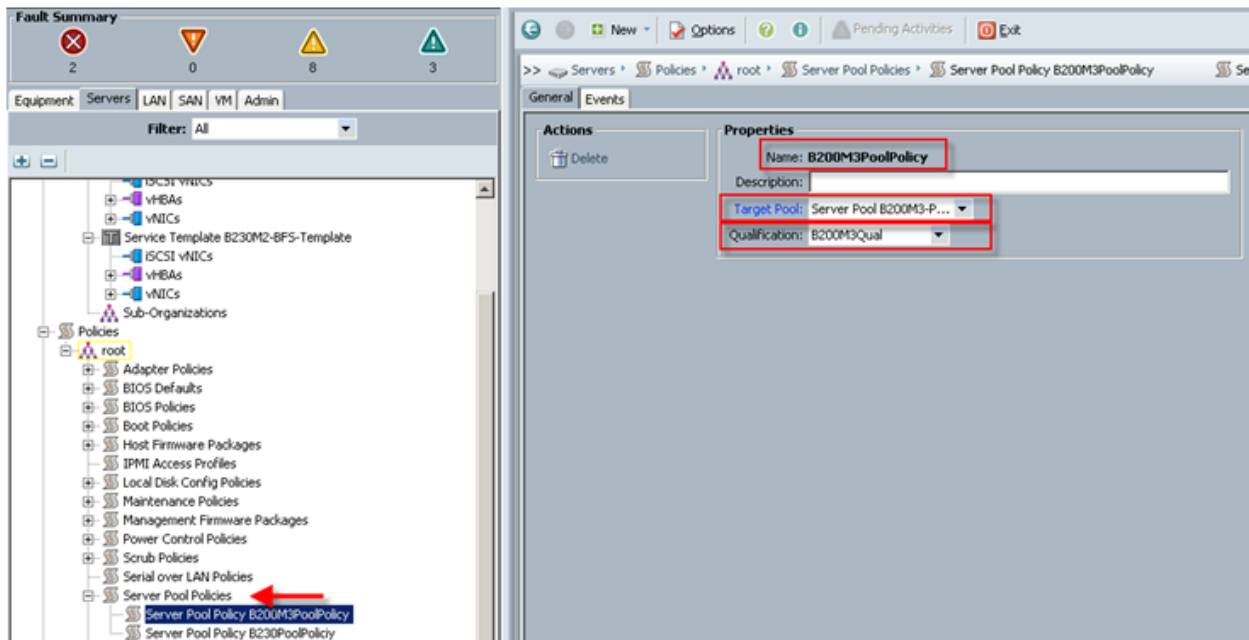 Fault Summary
2 0 8 3
Equipment Servers LAN SAN VM Admin
Filter: All
iSCSI vNICs
vHBAs
vNICs
Service Template B230M2-BFS-Template
iSCSI vNICs
vHBAs
vNICs
Sub-Organizations
Policies
root
Adapter Policies
BIOS Defaults
BIOS Policies
Boot Policies
Host Firmware Packages
IPMI Access Profiles
Local Disk Config Policies
Maintenance Policies
Management Firmware Packages
Power Control Policies
Scrub Policies
Serial over LAN Policies
Server Pool Policies
Server Pool Policy B200M3PoolPolicy
Server Pool Policy B230PoolPoliciy
New Options Pending Activities Exit
>> Servers Policies root Server Pool Policies Server Pool Policy B200M3PoolPolicy Se
General Events
Actions
Delete
Properties
Name: B200M3PoolPolicy
Description:
Target Pool: Server Pool B200M3-P...
Qualification: B200M3Qual